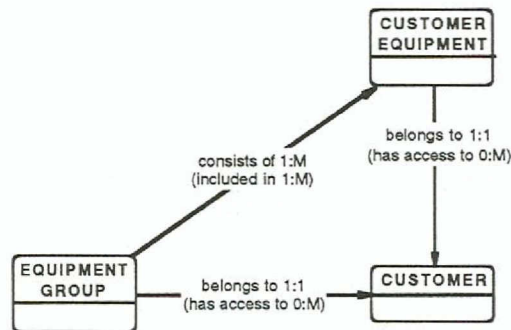 CUSTOMER
EQUIPMENT
belongs to 1:1
(has access to 0:M)
consists of 1:M
(included in 1:M)
EQUIPMENT
GROUP
belongs to 1:1
(has access to 0:M)
CUSTOMER